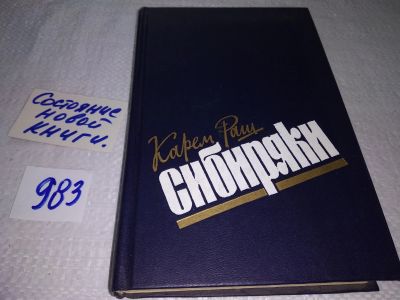 Состояние
новой
книги.
983
Карем Раш
сибиряки